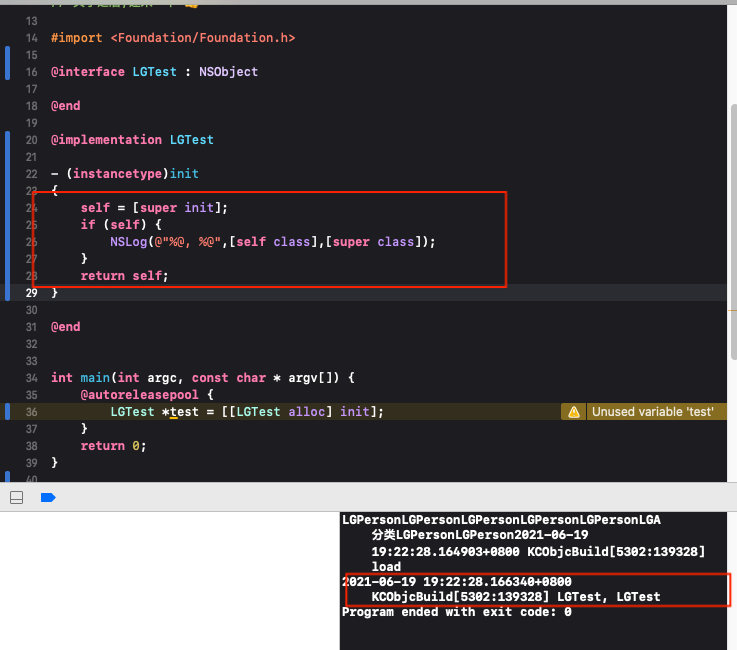 13
14 #import <Foundation/Foundation.h>
15
16 @interface LGTest : NSObject
17
18 @end
19
20 @implementation LGTest
21
22 - (instancetype)init
23 {
24 self = [super init];
25 if (self) {
26 NSLog(@"%@, %@",[self class],[super class]);
27 }
28 return self;
29 }
30
31 @end
32
33
34 int main(int argc, const char * argv[]) {
35 @autoreleasepool {
36 LGTest *test = [[LGTest alloc] init]; Unused variable 'test'
37 }
38 return 0;
39 }
40
LGPersonLGPersonLGPersonLGPersonLGPersonLGA
分类LGPersonLGPerson2021-06-19
19:22:28.164903+0800 KCObjcBuild[5302:139328]
load
2021-06-19 19:22:28.166340+0800
KCObjcBuild[5302:139328] LGTest, LGTest
Program ended with exit code: 0